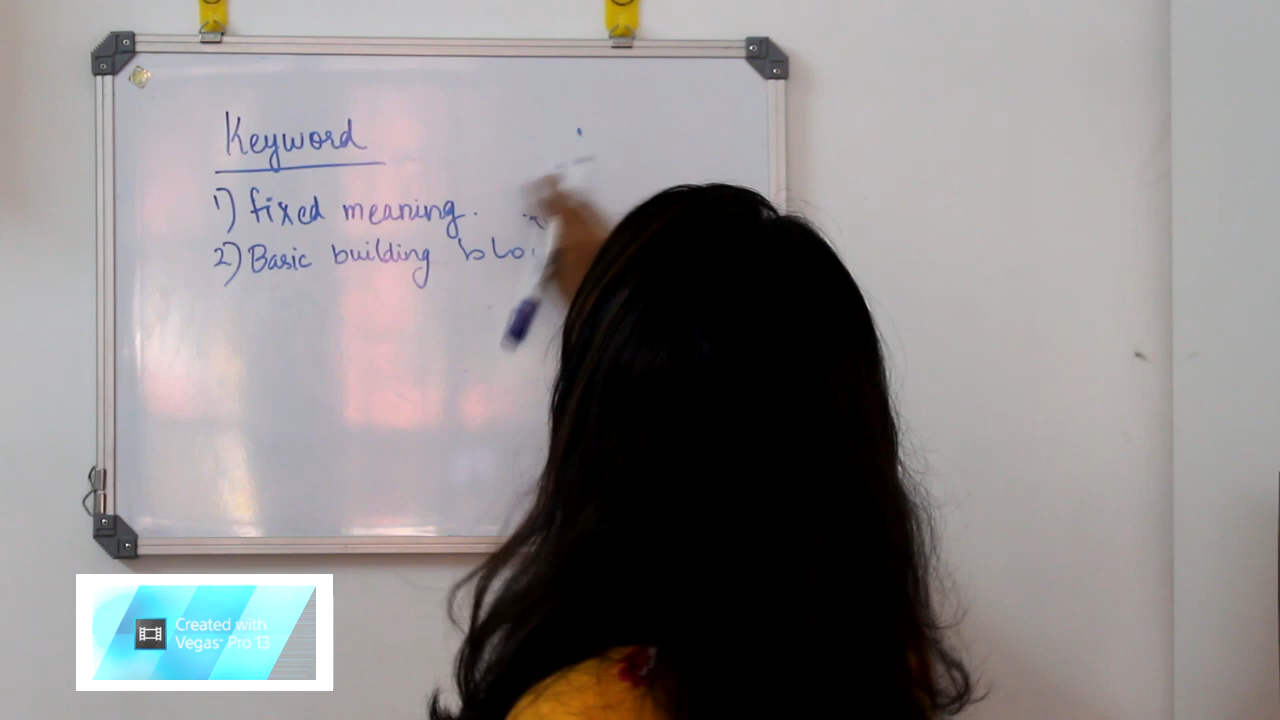 Keyword
1) fixed meaning.
2) Basic building
Created with
Vegas Pro 13